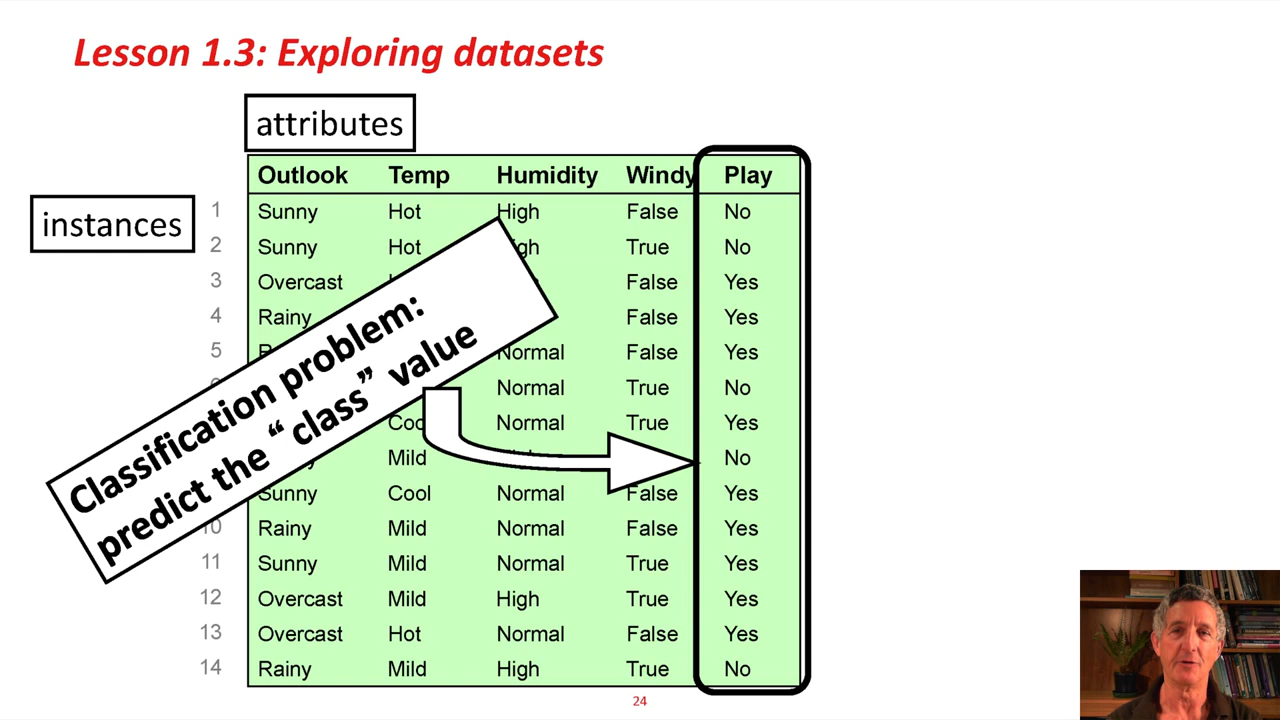 Lesson 1.3: Exploring datasets
attributes
Outlook Temp Humidity Windy Play
instances
1 Sunny Hot High False No
2 Sunny Hot High True No
3 Overcast False Yes
4 Rainy False Yes
5 Normal False Yes
Normal True No
Normal True Yes
Mild No
Sunny Cool Normal False Yes
10 Rainy Mild Normal False Yes
11 Sunny Mild Normal True Yes
12 Overcast Mild High True Yes
13 Overcast Hot Normal False Yes
14 Rainy Mild High True No
Classification problem:
predict the “ class” value
24